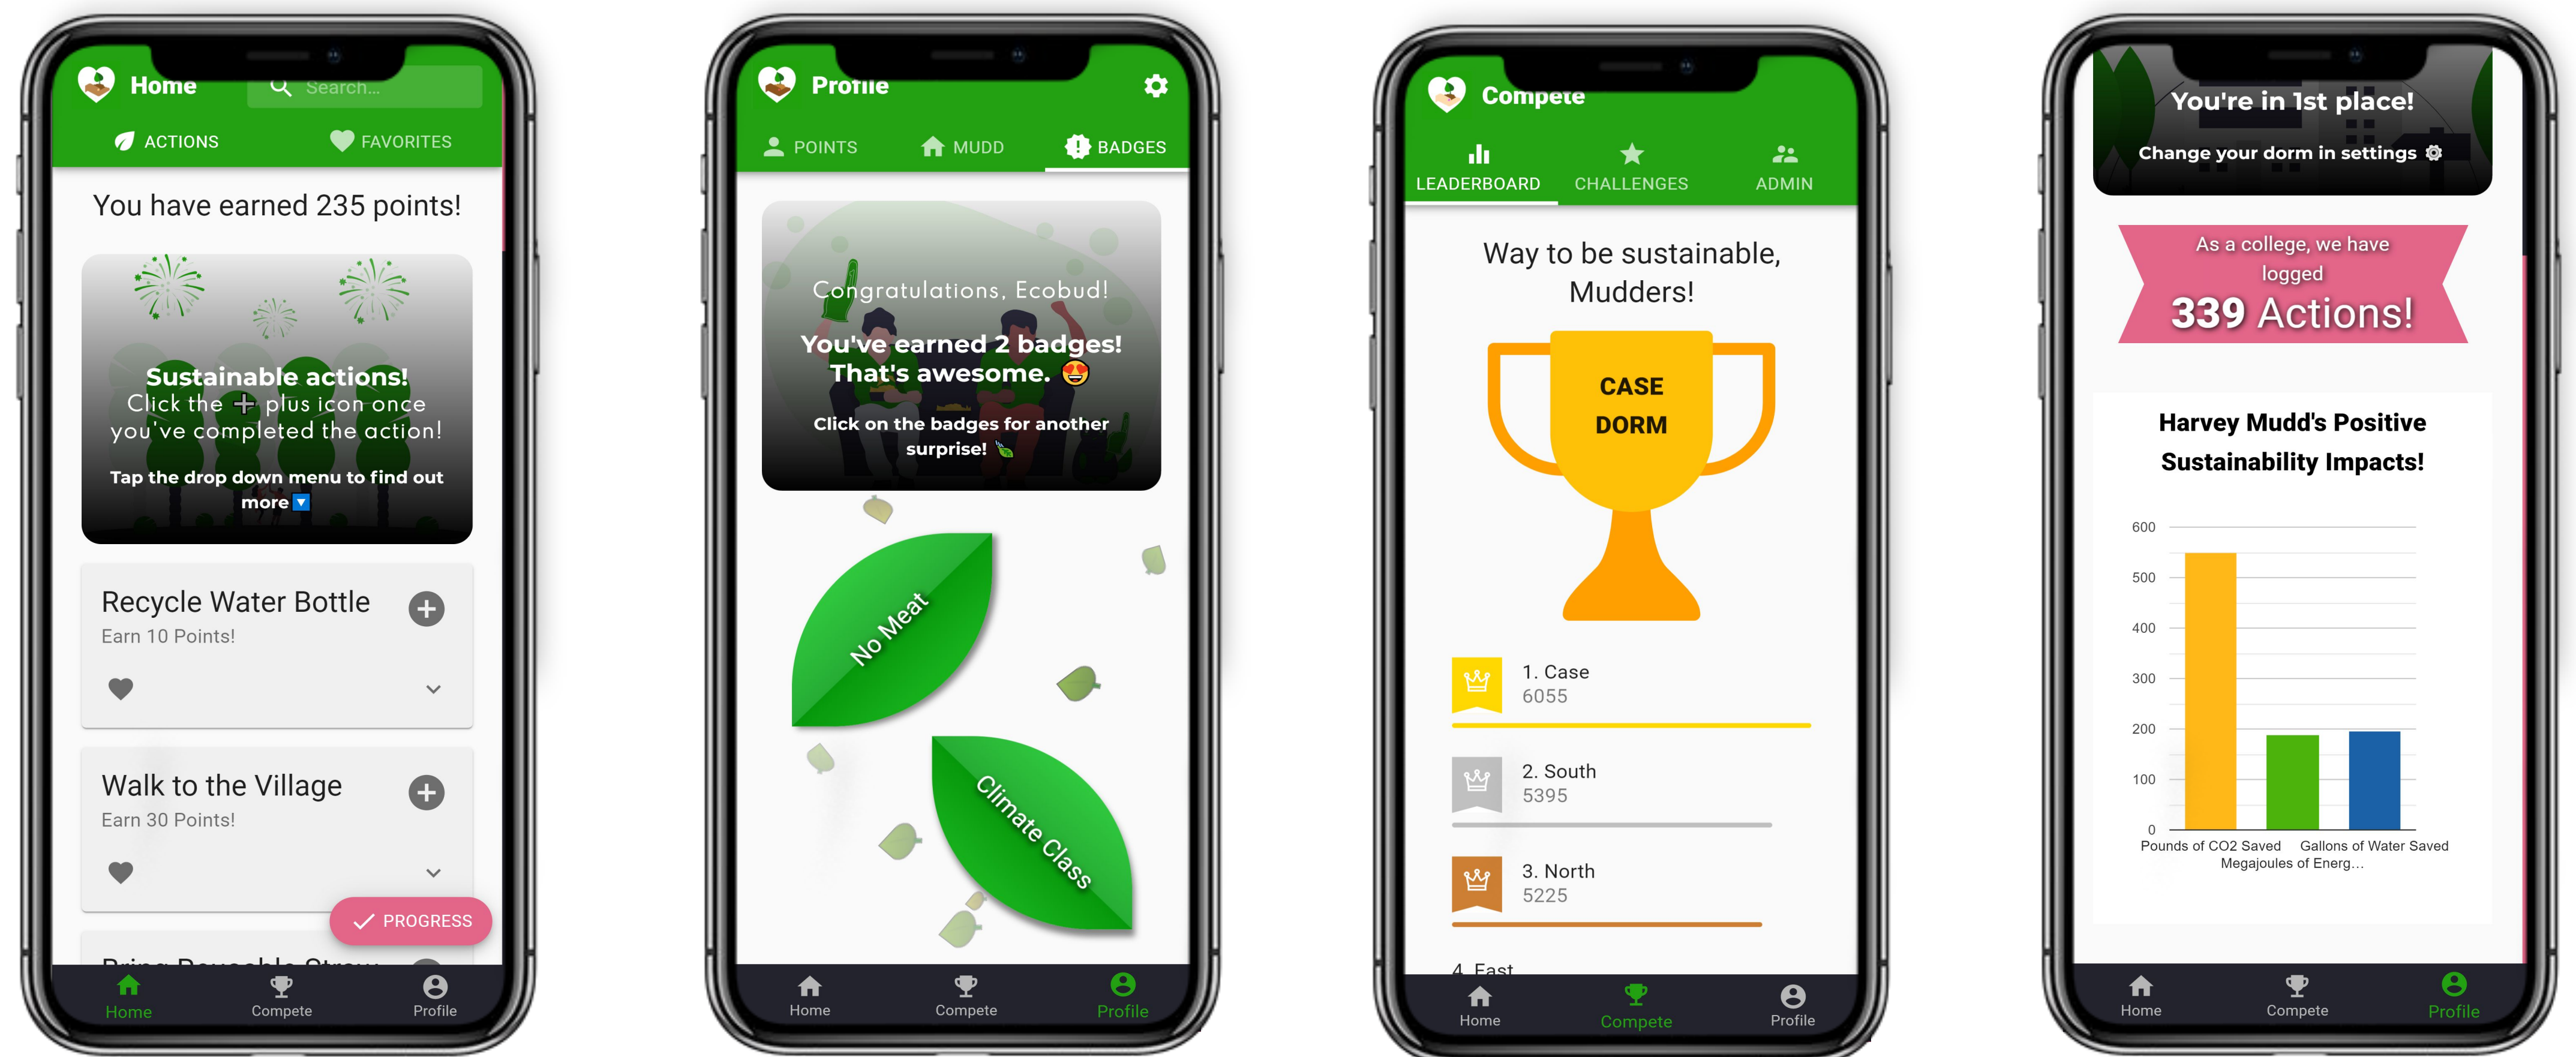 Home
Search...
ACTIONS
FAVORITES
You have earned 235 points!
Sustainable actions!
Click the ➕ plus icon once
you've completed the action!
Tap the drop down menu to find out
more 🔽
Recycle Water Bottle
Earn 10 Points!
Walk to the Village
Earn 30 Points!
PROGRESS
Bring Reusable Straw
Home
Compete
Profile
Profile
POINTS
MUDD
BADGES
Congratulations, Ecobud!
You've earned 2 badges!
That's awesome. 😍
Click on the badges for another
surprise! 🍃
No Meat
Climate Class
Home
Compete
Profile
Compete
LEADERBOARD
CHALLENGES
ADMIN
Way to be sustainable,
Mudders!
CASE
DORM
1. Case
6055
2. South
5395
3. North
5225
4. East
Home
Compete
Profile
You're in 1st place!
Change your dorm in settings ⚙️
As a college, we have
logged
339 Actions!
Harvey Mudd's Positive
Sustainability Impacts!
600
500
400
300
200
100
0
Pounds of CO2 Saved
Gallons of Water Saved
Megajoules of Energ...
Home
Compete
Profile